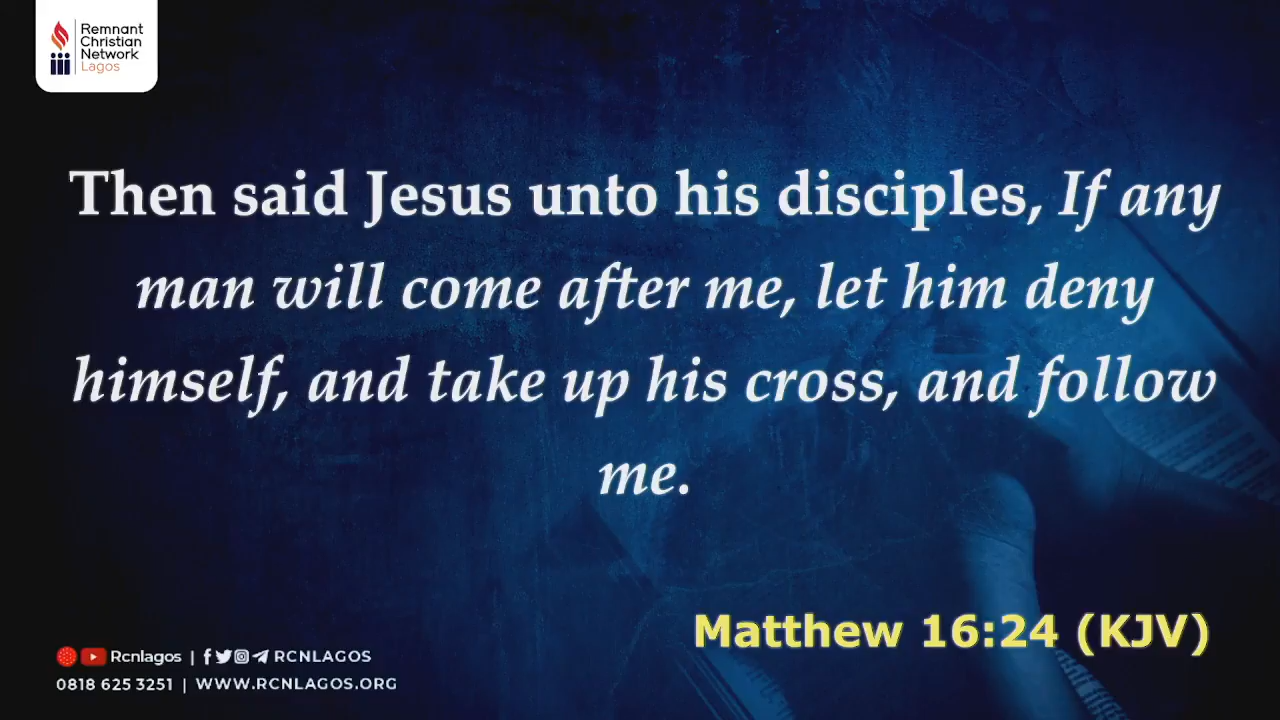 Remnant
Christian
Network
Lagos
Then said Jesus unto his disciples, If any
man will come after me, let him deny
himself, and take up his cross, and follow
me.
Matthew 16:24 (KJV)
Rcnlagos | RCNLAGOS
0818 625 3251 | WWW.RCNLAGOS.ORG